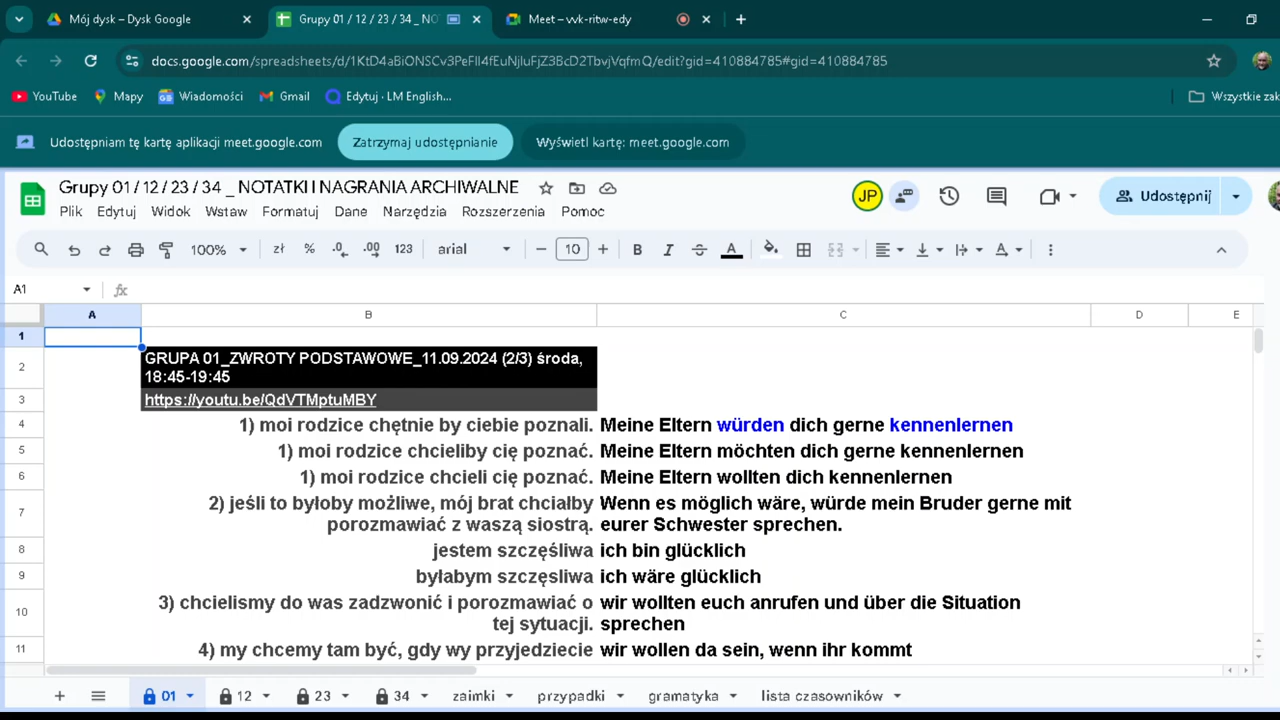 Mój dysk – Dysk Google
Grupy 01 / 12 / 23 / 34 _ NO
Meet – vvk-ritw-edy
docs.google.com/spreadsheets/d/1KtD4aBiONSCv3PeFlI4fEuNjluFjZ3BcD2TbvjVqfmQ/edit?gid=410884785#gid=410884785
YouTube
Mapy
Wiadomości
Gmail
Edytuj · LM English...
Wszystkie zak
Udostępniam tę kartę aplikacji meet.google.com
Zatrzymaj udostępnianie
Wyświetl kartę: meet.google.com
Grupy 01 / 12 / 23 / 34 _ NOTATKI I NAGRANIA ARCHIWALNE
JP
Udostępnij
Plik Edytuj Widok Wstaw Formatuj Dane Narzędzia Rozszerzenia Pomoc
100% zł % .0 .00 123 arial 10 B I A
A1 fx
A B C D E
1
2 GRUPA 01_ZWROTY PODSTAWOWE_11.09.2024 (2/3) środa,
18:45-19:45
3 https://youtu.be/QdVTMptuMBY
4 1) moi rodzice chętnie by ciebie poznali. Meine Eltern würden dich gerne kennenlernen
5 1) moi rodzice chcieliby cię poznać. Meine Eltern möchten dich gerne kennenlernen
6 1) moi rodzice chcieli cię poznać. Meine Eltern wollten dich kennenlernen
7 2) jeśli to byłoby możliwe, mój brat chciałby Wenn es möglich wäre, würde mein Bruder gerne mit
porozmawiać z waszą siostrą. eurer Schwester sprechen.
8 jestem szczęśliwa ich bin glücklich
9 byłabym szczęsliwa ich wäre glücklich
10 3) chcielismy do was zadzwonić i porozmawiać o wir wollten euch anrufen und über die Situation
tej sytuacji. sprechen
11 4) my chcemy tam być, gdy wy przyjedziecie wir wollen da sein, wenn ihr kommt
01 12 23 34 zaimki przypadki gramatyka lista czasowników